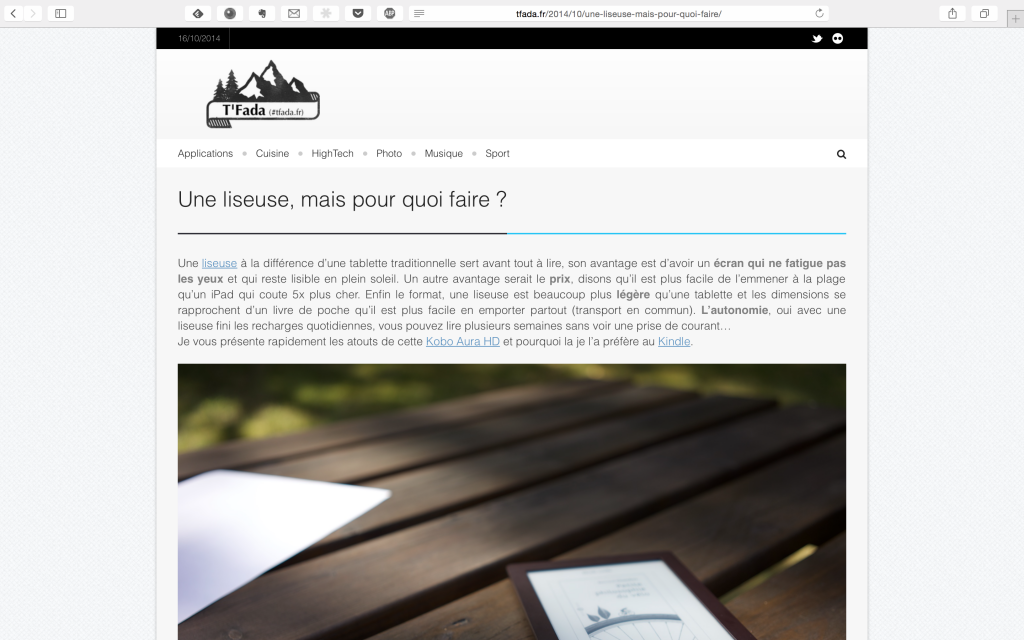 tfada.fr/2014/10/une-liseuse-mais-pour-quoi-faire/
ABP
16/10/2014
T'Fada (#tfada.fr)
Applications • Cuisine • HighTech • Photo • Musique • Sport
Une liseuse, mais pour quoi faire ?
Une liseuse à la différence d'une tablette traditionnelle sert avant tout à lire, son avantage est d'avoir un écran qui ne fatigue pas
les yeux et qui reste lisible en plein soleil. Un autre avantage serait le prix, disons qu'il est plus facile de l'emmener à la plage
qu'un iPad qui coute 5x plus cher. Enfin le format, une liseuse est beaucoup plus légère qu'une tablette et les dimensions se
rapprochent d'un livre de poche qu'il est plus facile en emporter partout (transport en commun). L'autonomie, oui avec une
liseuse fini les recharges quotidiennes, vous pouvez lire plusieurs semaines sans voir une prise de courant…
Je vous présente rapidement les atouts de cette Kobo Aura HD et pourquoi la je l'a préfère au Kindle.
philosophie
du vélo